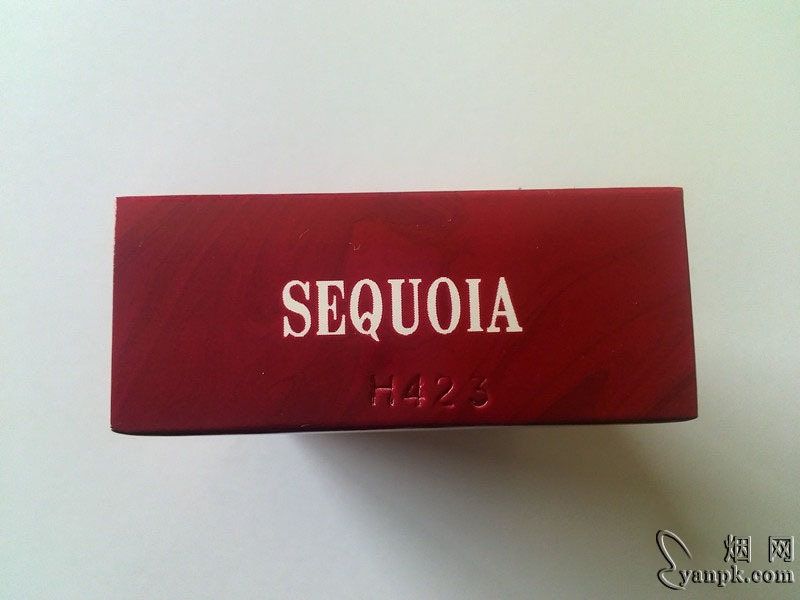 SEQUOIA
H423
烟网
yanpk.com